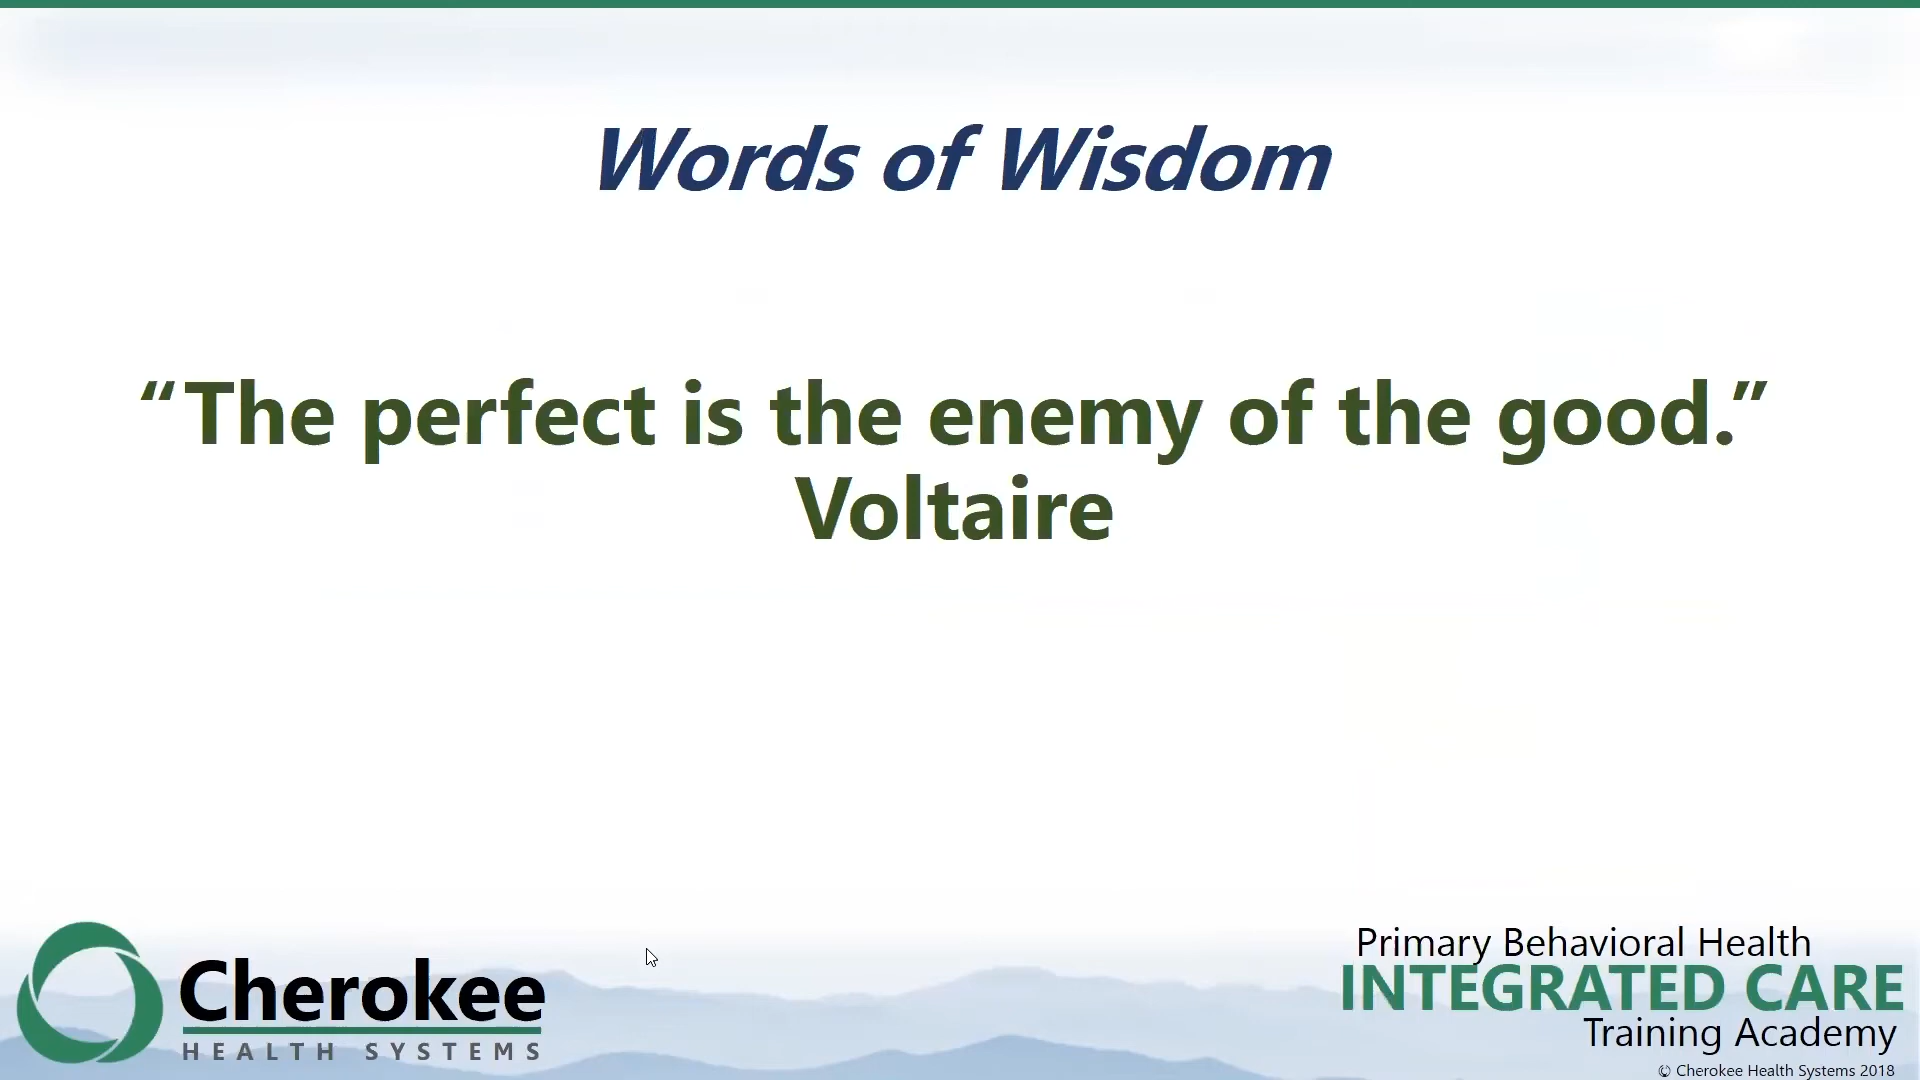 Words of Wisdom
“The perfect is the enemy of the good.”
Voltaire
Cherokee
HEALTH SYSTEMS
Primary Behavioral Health
INTEGRATED CARE
Training Academy
© Cherokee Health Systems 2018